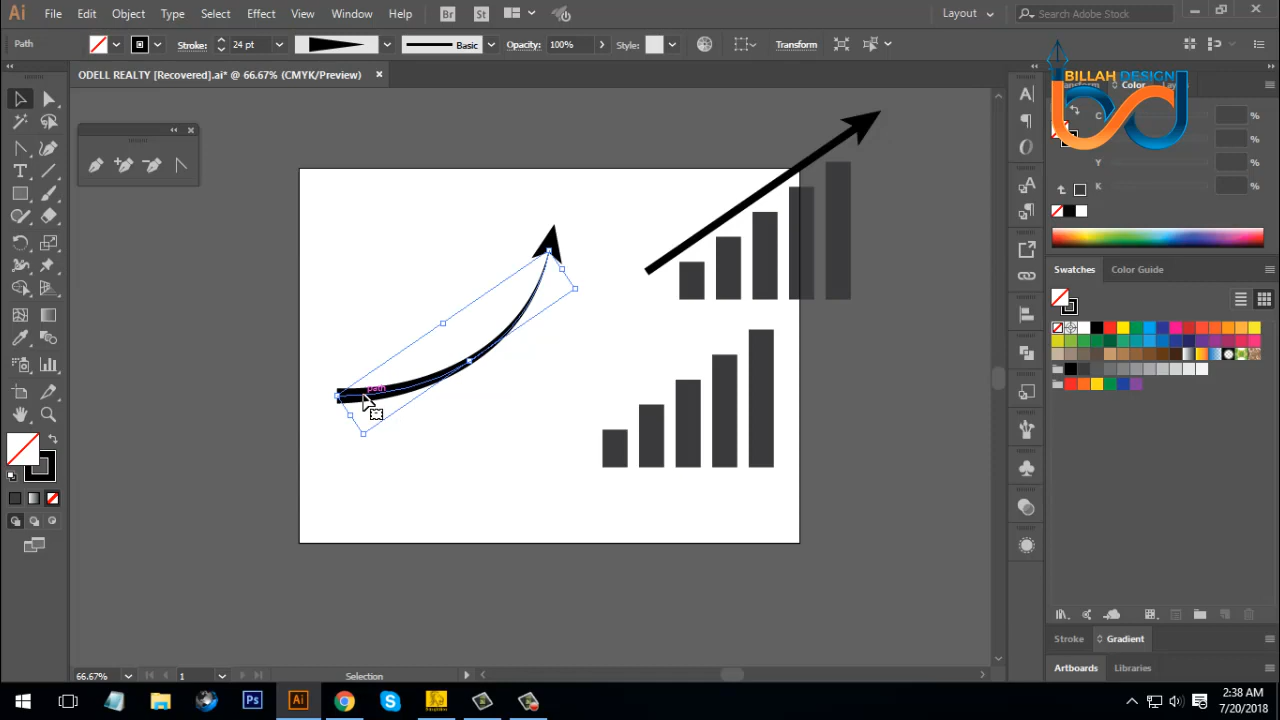 Ai File Edit Object Type Select Effect View Window Help Br St Layout Search Adobe Stock
Path Stroke: 24 pt Basic Opacity: 100% Style: Transform
ODELL REALTY [Recovered].ai* @ 66.67% (CMYK/Preview)
BILLAH DESIGN
Color
C %
%
Y %
K %
Swatches Color Guide
path
Stroke Gradient
Artboards Libraries
66.67% 1 Selection
Ps Ai
2:38 AM
7/20/2018